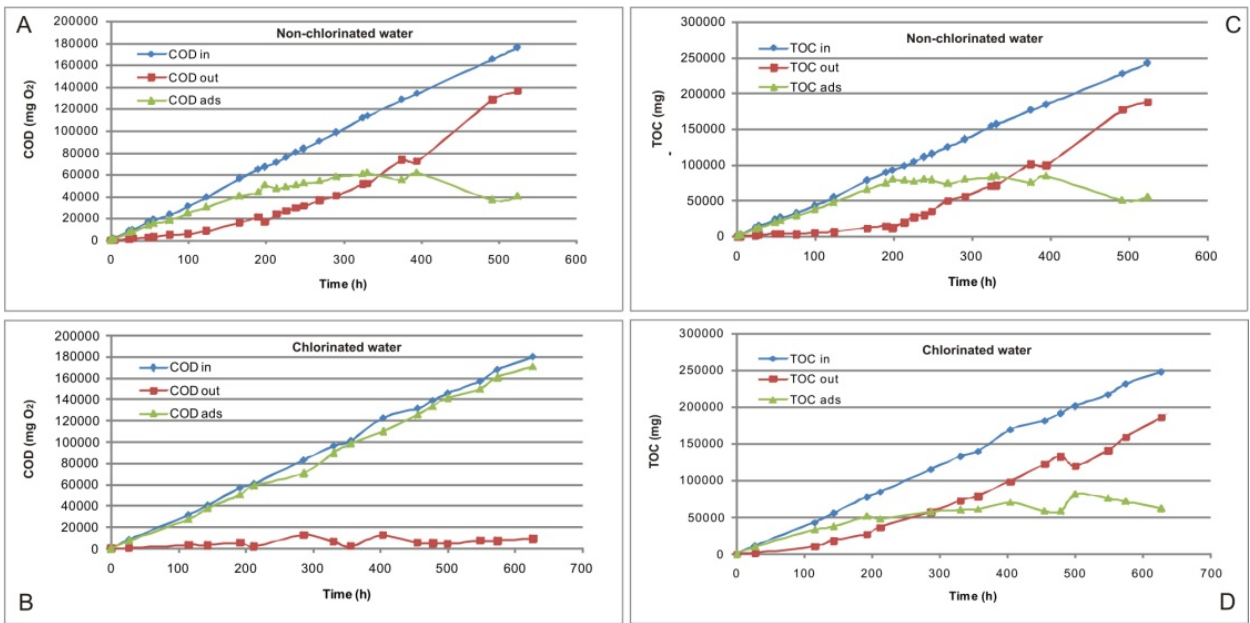 A
Non-chlorinated water
COD in
COD out
COD ads
COD (mg O2)
200000
180000
160000
140000
120000
100000
80000
60000
40000
20000
0
0 100 200 300 400 500 600
Time (h)
C
Non-chlorinated water
TOC in
TOC out
TOC ads
TOC (mg)
300000
250000
200000
150000
100000
50000
0
0 100 200 300 400 500 600
Time (h)
B
Chlorinated water
COD in
COD out
COD ads
COD (mg O2)
200000
180000
160000
140000
120000
100000
80000
60000
40000
20000
0
0 100 200 300 400 500 600 700
Time (h)
D
Chlorinated water
TOC in
TOC out
TOC ads
TOC (mg)
300000
250000
200000
150000
100000
50000
0
0 100 200 300 400 500 600 700
Time (h)